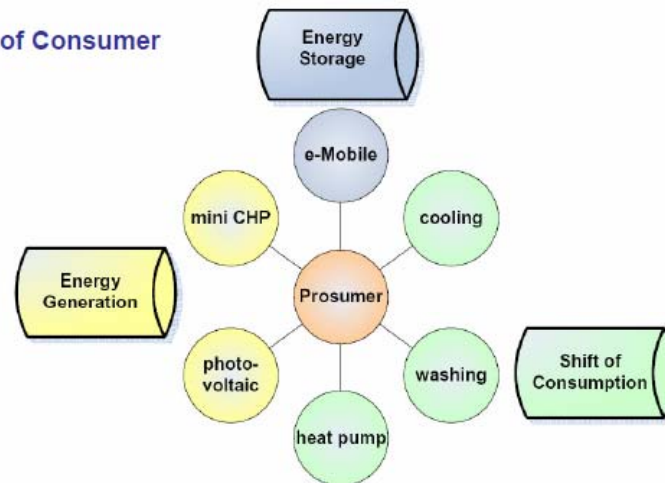 of Consumer
Energy
Storage
e-Mobile
mini CHP
cooling
Energy
Generation
Prosumer
photo-
voltaic
washing
Shift of
Consumption
heat pump